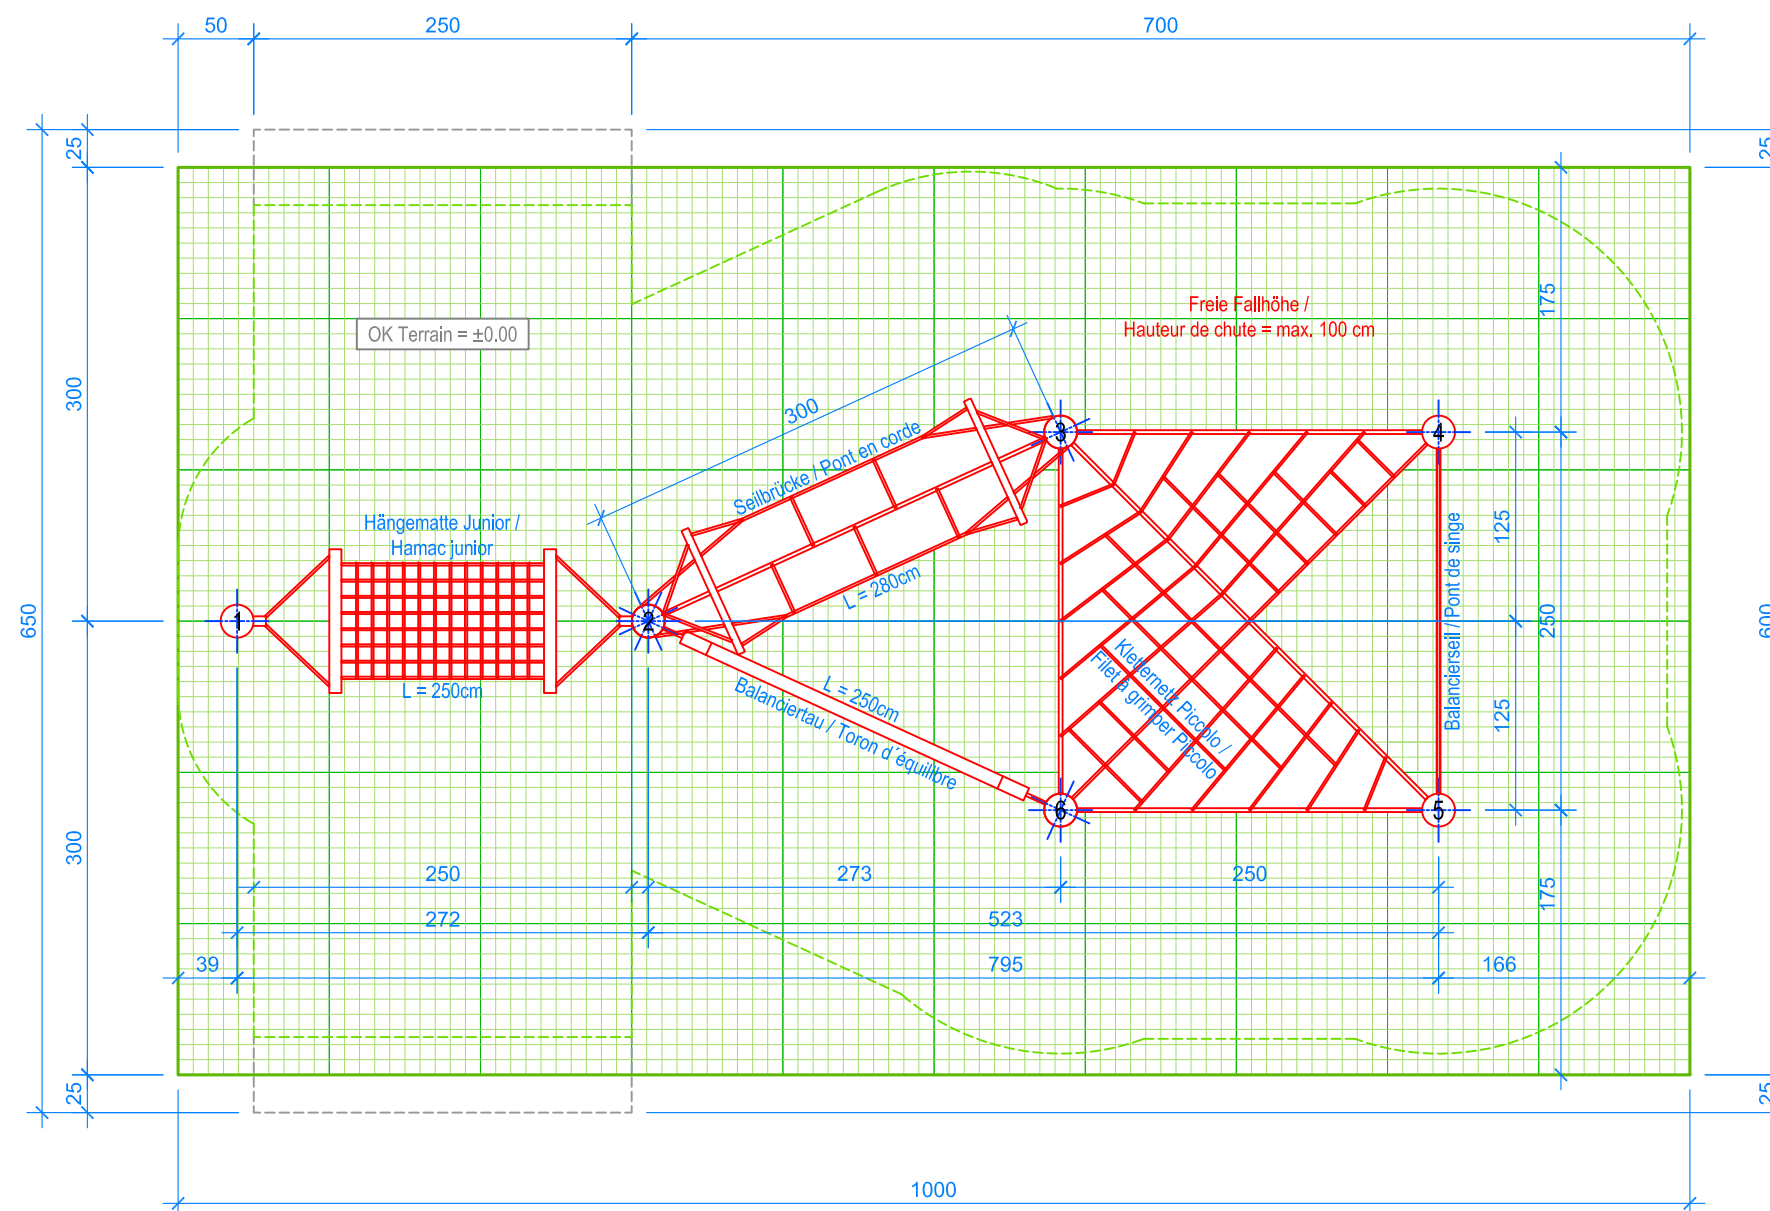 50
250
700
25
25
300
650
OK Terrain = ±0.00
Freie Fallhöhe /
Hauteur de chute = max. 100 cm
175
300
Seilbrücke / Pont en corde
L = 280cm
Hängematte Junior /
Hamac junior
L = 250cm
1
2
3
4
5
6
L = 250cm
Balanciertau / Toron d´équilibre
Kletternetz Piccolo /
Filet à grimper Piccolo
Balancierseil / Pont de singe
125
125
250
600
300
175
250
273
250
272
523
39
795
166
25
25
1000